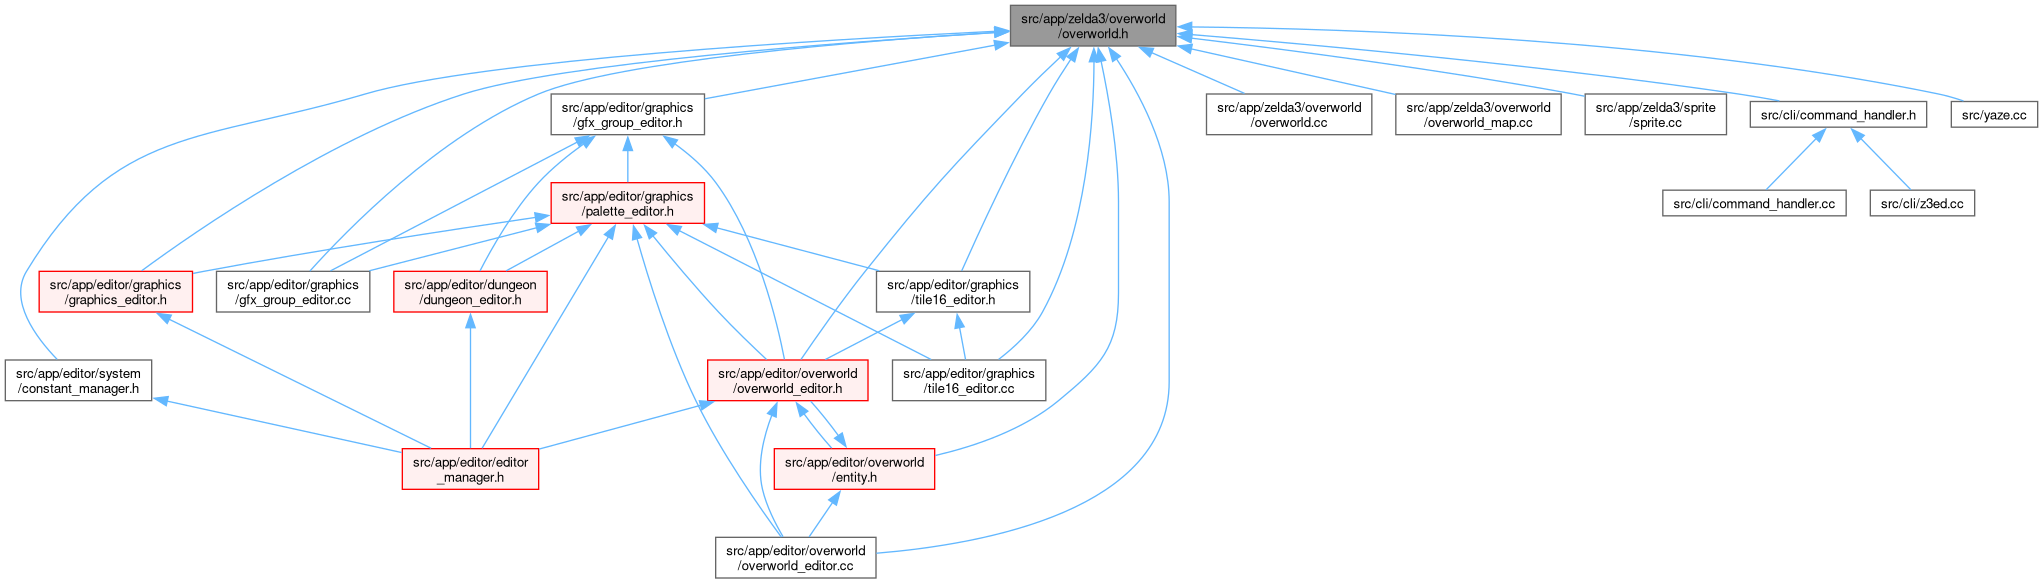 src/app/zelda3/overworld
/overworld.h
src/app/editor/graphics
/gfx_group_editor.h
src/app/zelda3/overworld
/overworld.cc
src/app/zelda3/overworld
/overworld_map.cc
src/app/zelda3/sprite
/sprite.cc
src/cli/command_handler.h
src/yaze.cc
src/app/editor/graphics
/palette_editor.h
src/cli/command_handler.cc
src/cli/z3ed.cc
src/app/editor/graphics
/graphics_editor.h
src/app/editor/graphics
/gfx_group_editor.cc
src/app/editor/dungeon
/dungeon_editor.h
src/app/editor/graphics
/tile16_editor.h
src/app/editor/system
/constant_manager.h
src/app/editor/overworld
/overworld_editor.h
src/app/editor/graphics
/tile16_editor.cc
src/app/editor/editor
_manager.h
src/app/editor/overworld
/entity.h
src/app/editor/overworld
/overworld_editor.cc